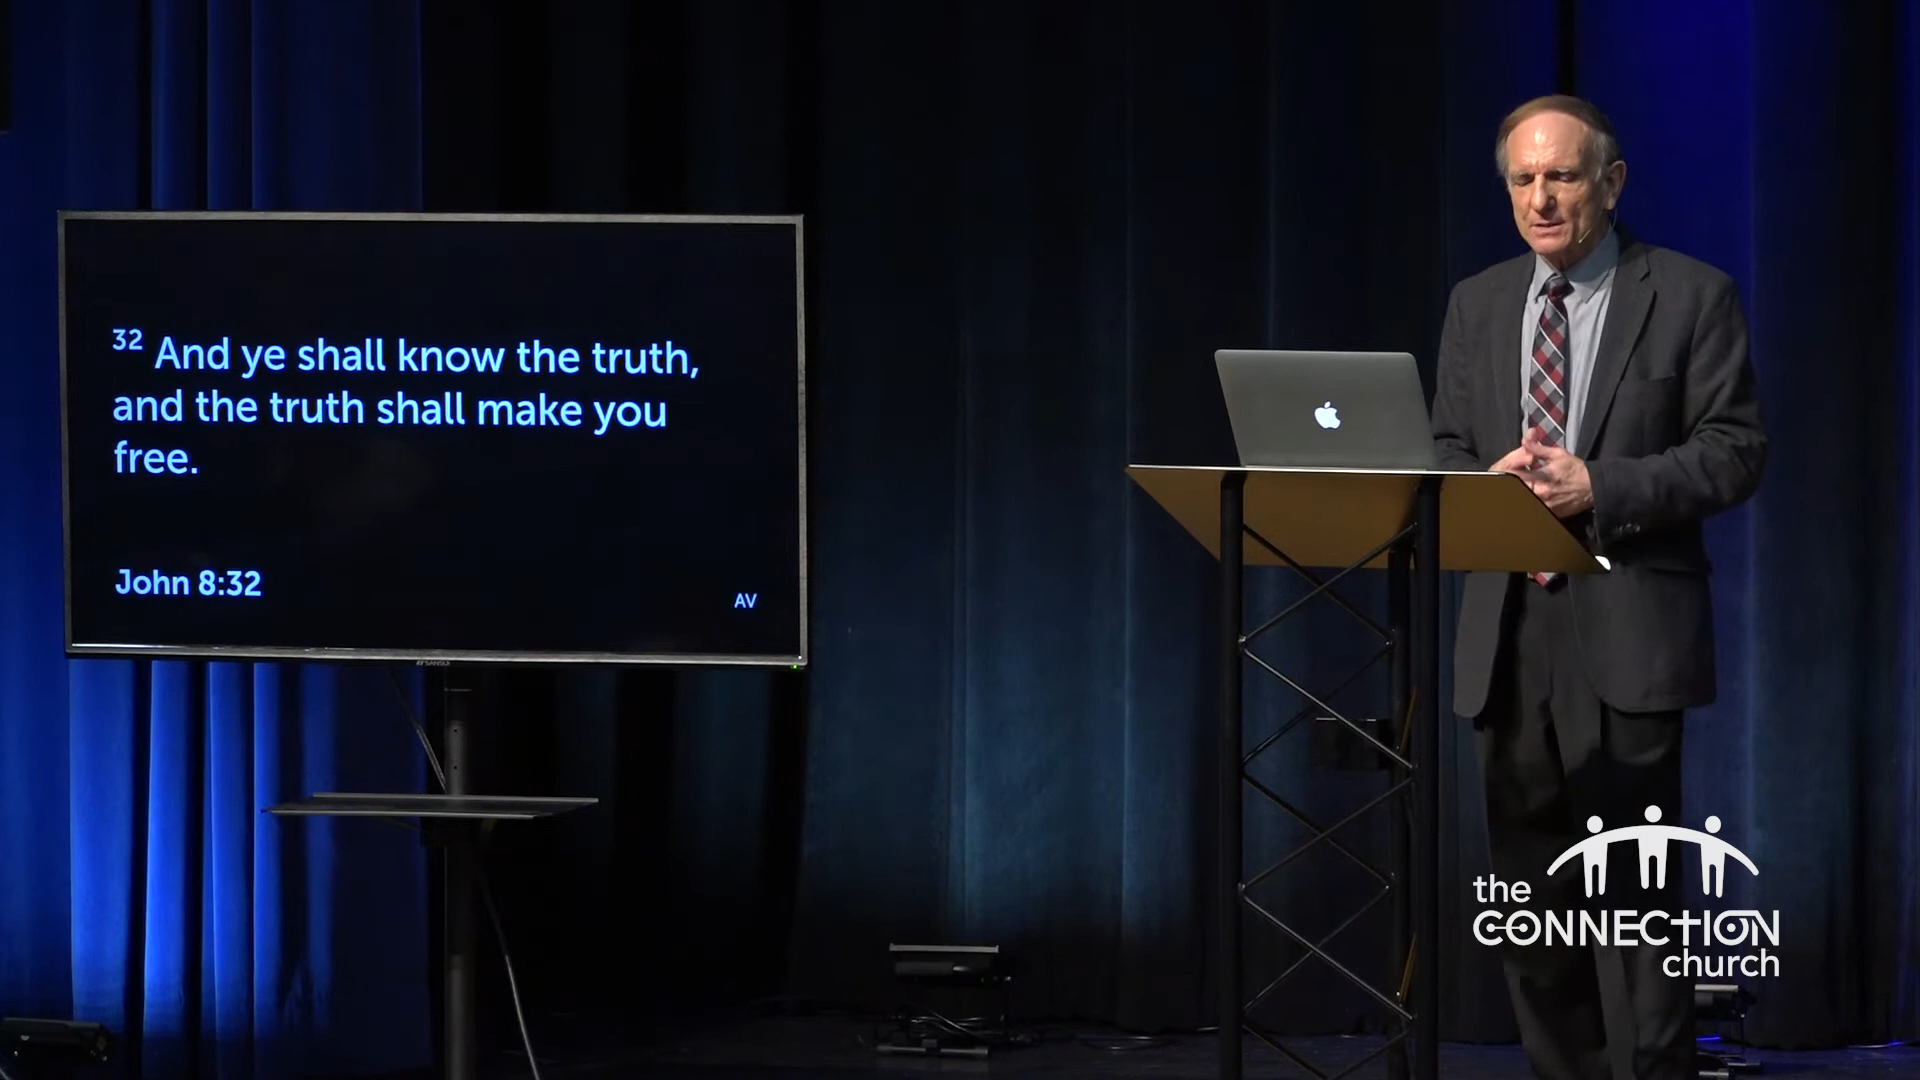 32 And ye shall know the truth,
and the truth shall make you
free.
John 8:32
AV
the
CONNECTION
church